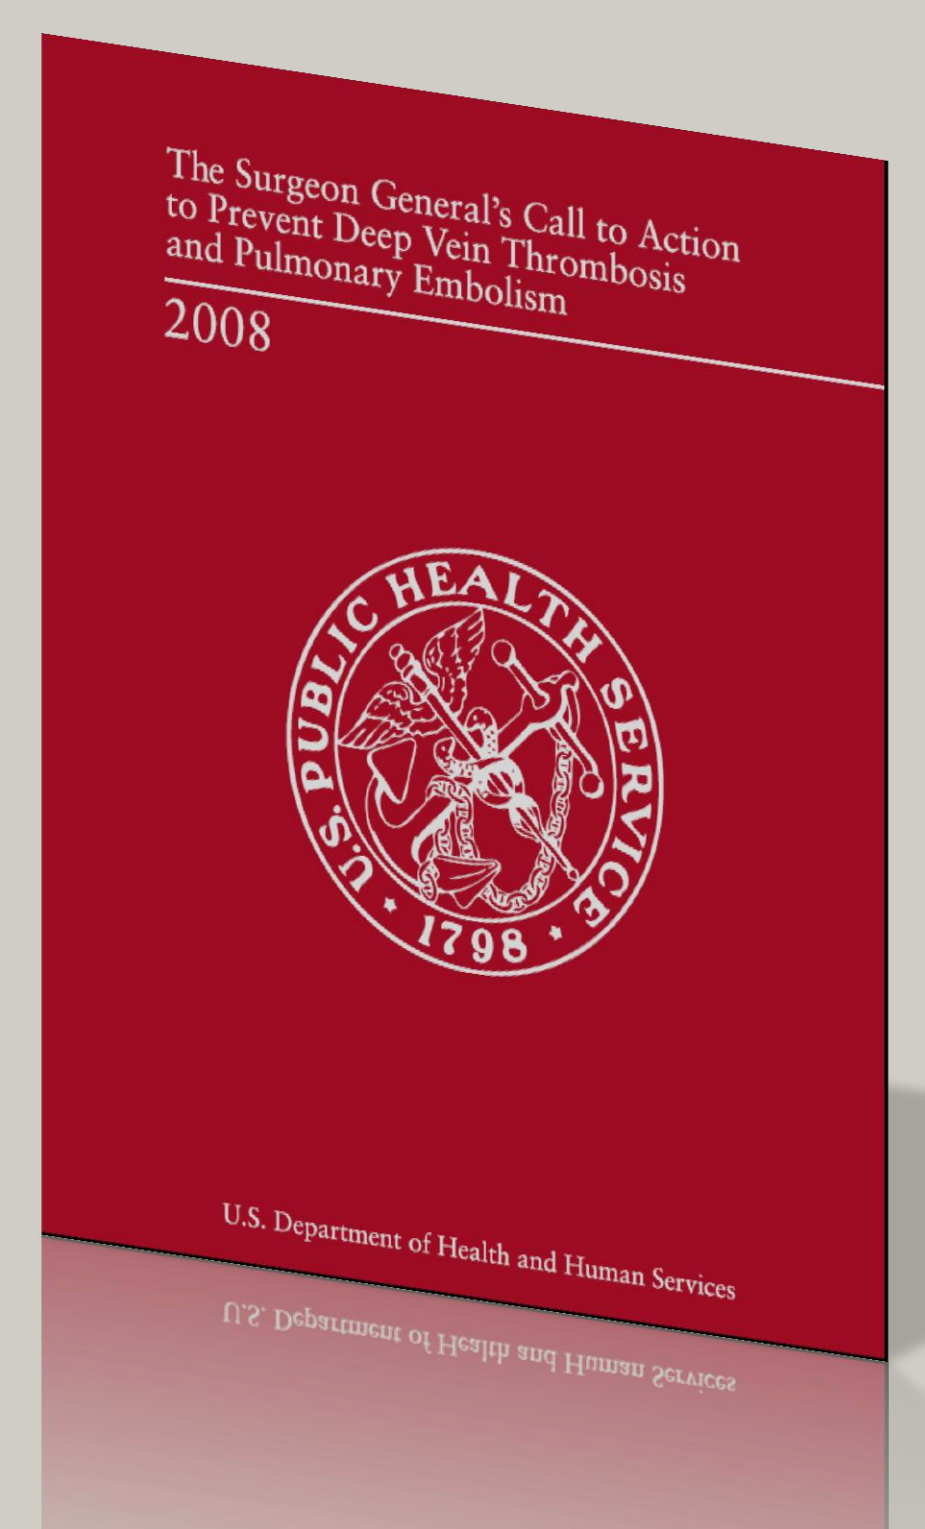 The Surgeon General’s Call to Action
to Prevent Deep Vein Thrombosis
and Pulmonary Embolism
2008
U.S. PUBLIC HEALTH SERVICE
1798
U.S. Department of Health and Human Services
U.S. Department of Health and Human Services